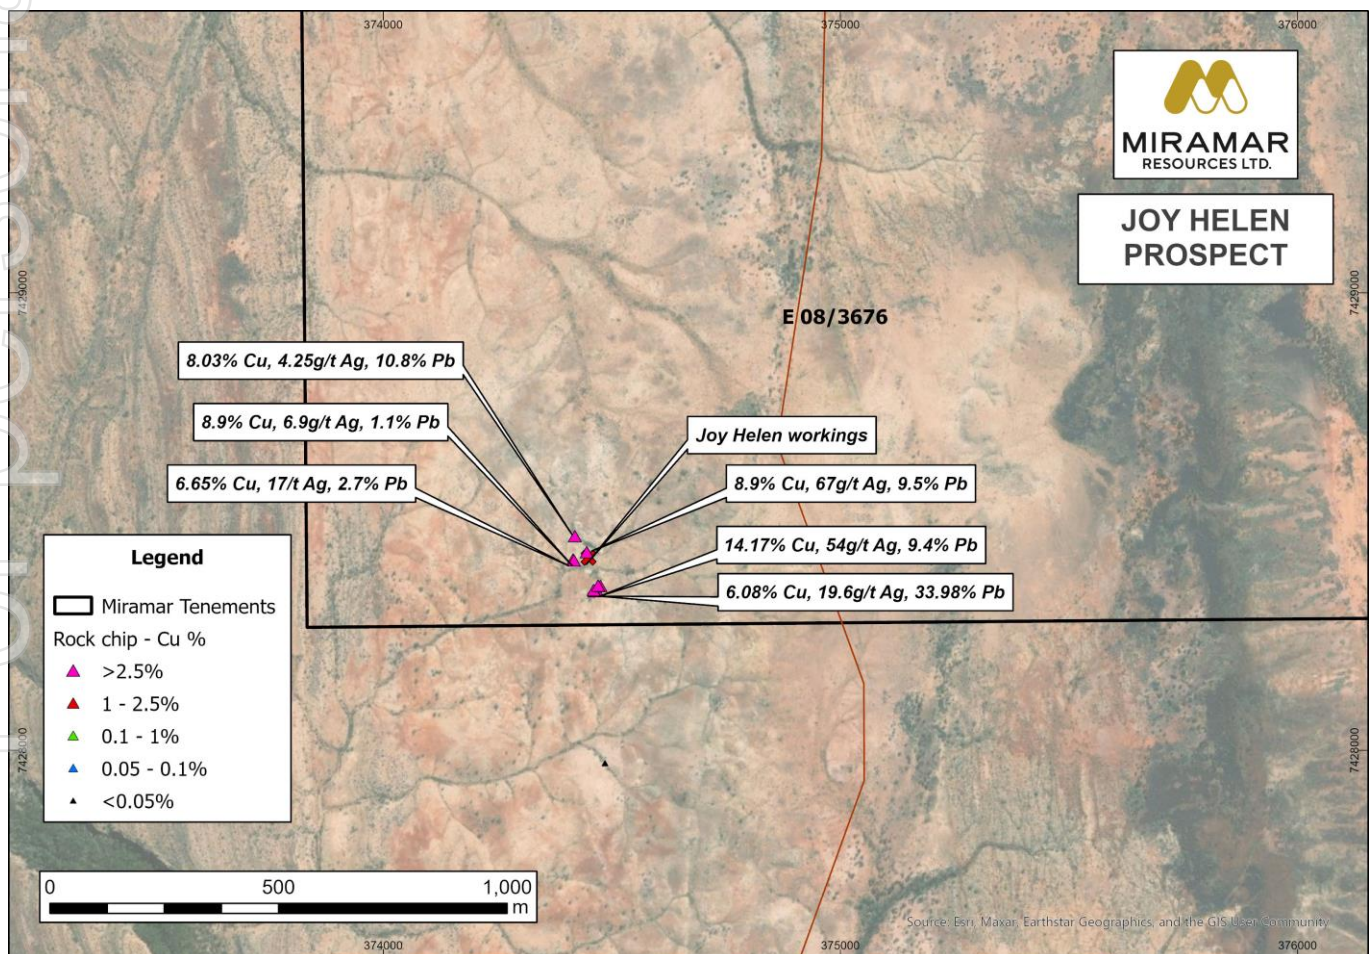 374000
375000
376000
MIRAMAR
RESOURCES LTD.
JOY HELEN
PROSPECT
7429000
7429000
E 08/3676
8.03% Cu, 4.25g/t Ag, 10.8% Pb
8.9% Cu, 6.9g/t Ag, 1.1% Pb
Joy Helen workings
6.65% Cu, 17/t Ag, 2.7% Pb
8.9% Cu, 67g/t Ag, 9.5% Pb
14.17% Cu, 54g/t Ag, 9.4% Pb
6.08% Cu, 19.6g/t Ag, 33.98% Pb
Legend
Miramar Tenements
Rock chip - Cu %
>2.5%
1 - 2.5%
0.1 - 1%
0.05 - 0.1%
<0.05%
7428000
7428000
0 500 1,000
m
Source: Esri, Maxar, Earthstar Geographics, and the GIS User Community
374000
375000
376000